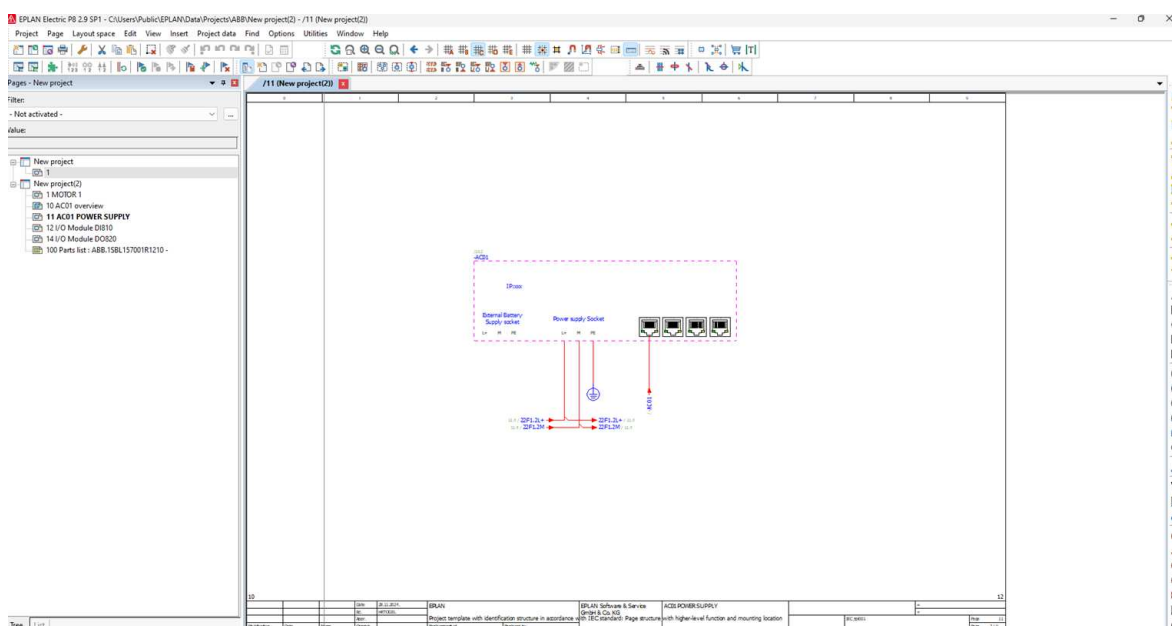 EPLAN Electric P8 2.9 SP1 - C:\Users\Public\EPLAN\Data\Projects\ABB\New project(2) - /11 (New project(2))
Project Page Layout space Edit View Insert Project data Find Options Utilities Window Help
Pages - New project
/11 (New project(2))
Filter:
- Not activated -
...
Value:
New project
1
New project(2)
1 MOTOR 1
10 AC01 overview
11 AC01 POWER SUPPLY
12 I/O Module DI810
14 I/O Module DO820
100 Parts list : ABB.1SBL157001R1210 -
-AC01
External Battery
Supply socket
Power supply Socket
L+ M PE
L+ M PE
22F1.2L+
22F1.2L+
22F1.2M
22F1.2M
10
12
EPLAN
EPLAN Software & Service
GmbH & Co. KG
AC01 POWER SUPPLY
Project template with identification structure in accordance with IEC standard: Page structure with higher-level function and mounting location
Page 11
Tree List